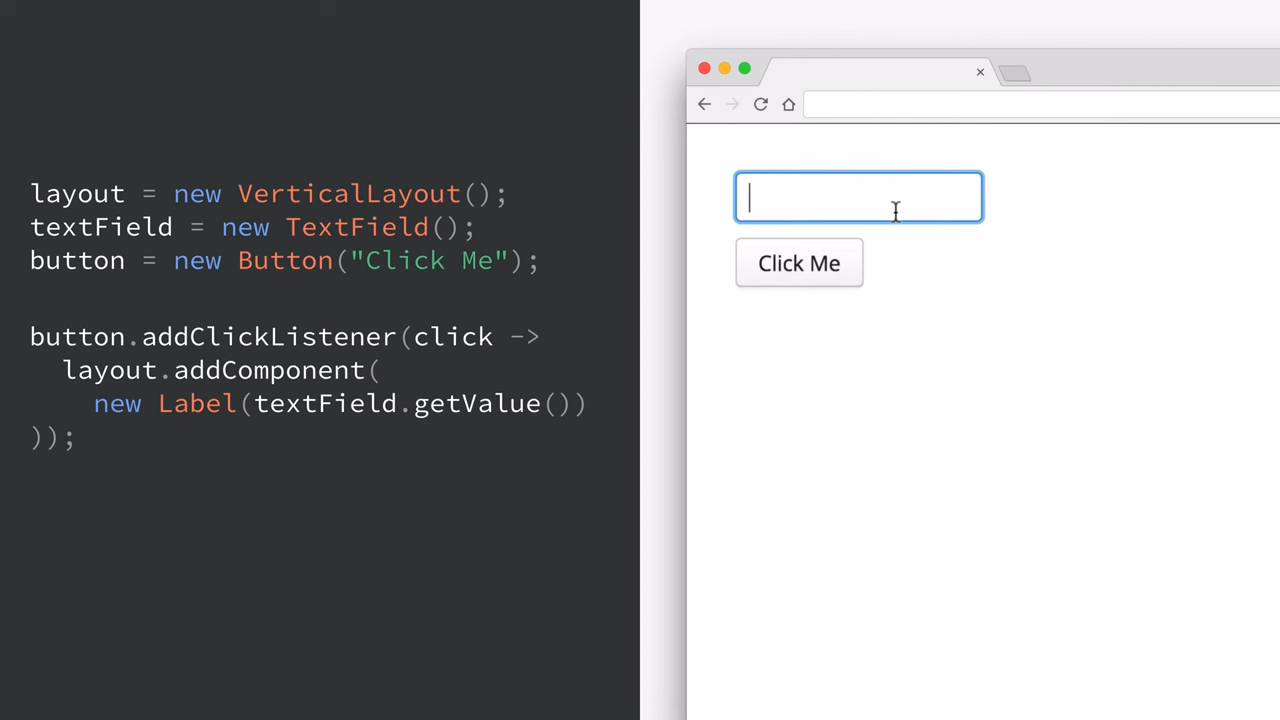 layout = new VerticalLayout();
textField = new TextField();
button = new Button("Click Me");
button.addClickListener(click ->
layout.addComponent(
new Label(textField.getValue())
));
Click Me